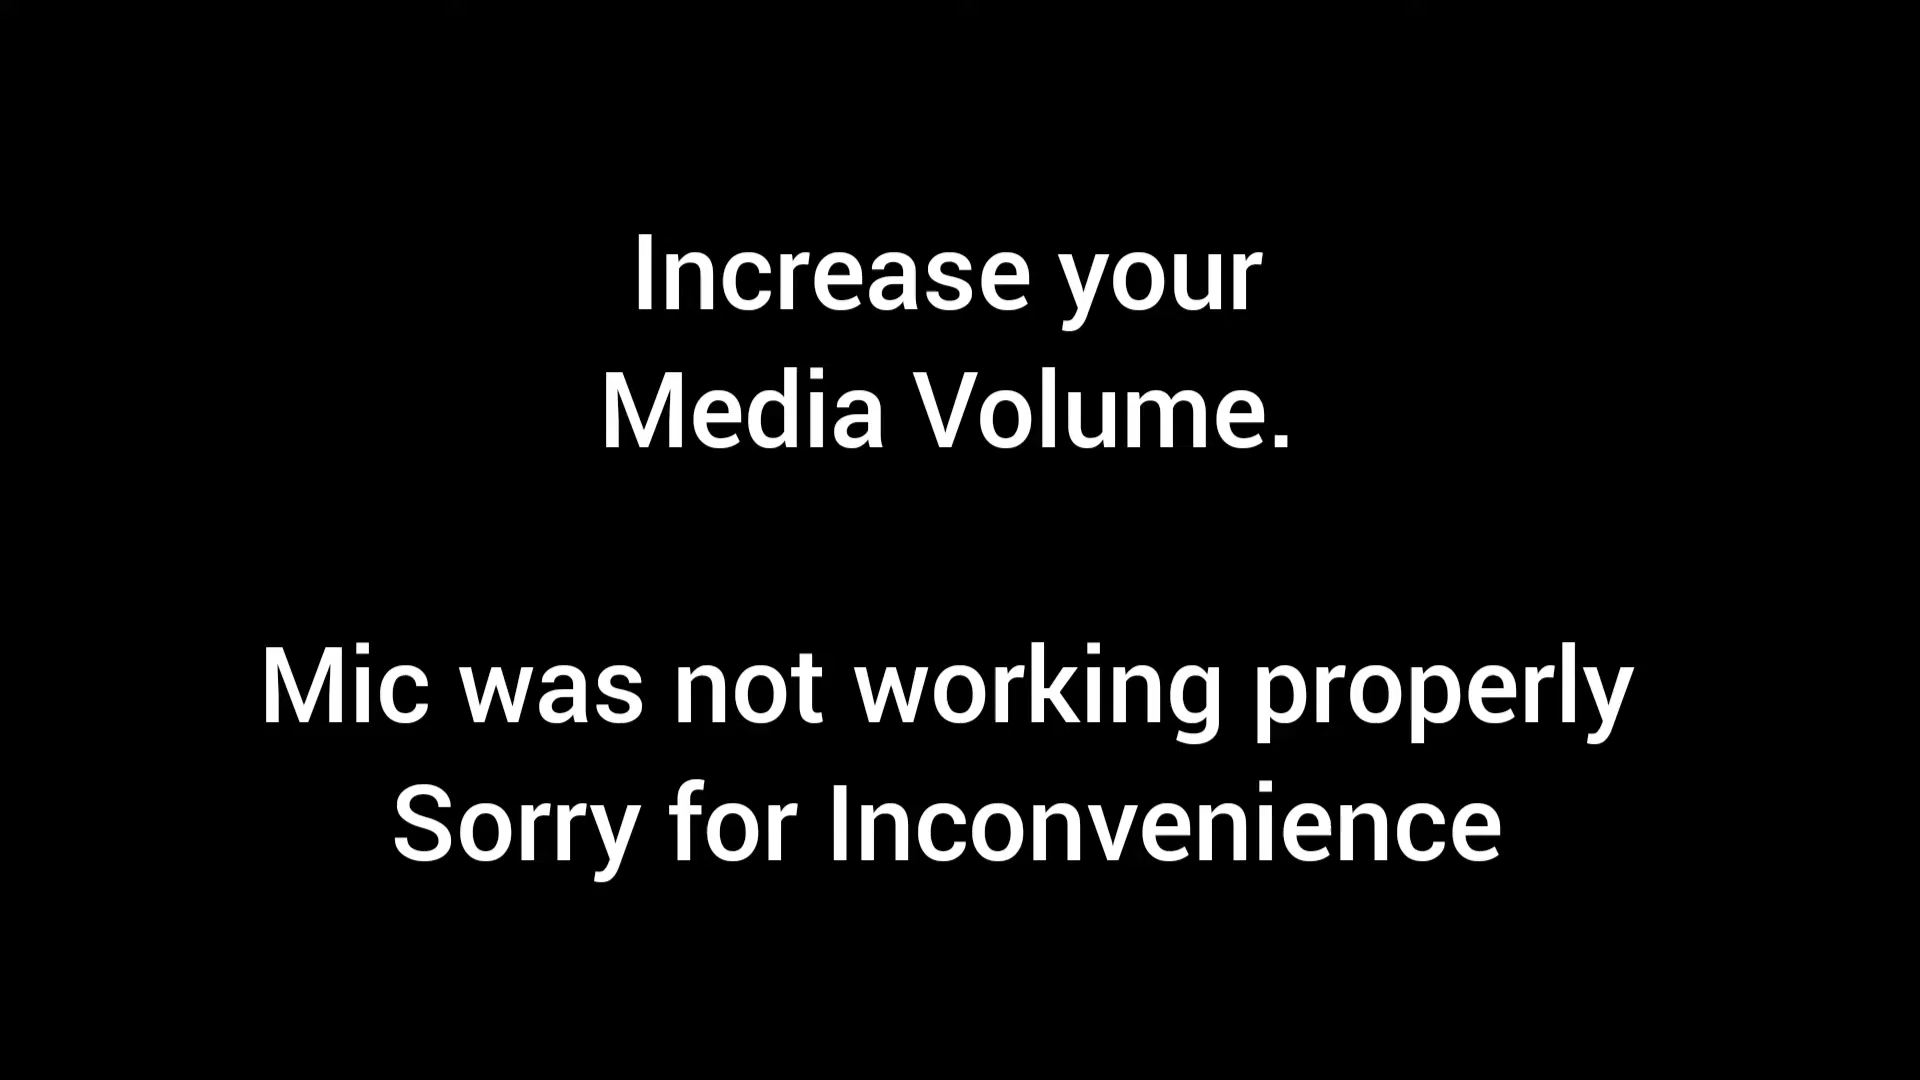 Increase your
Media Volume.
Mic was not working properly
Sorry for Inconvenience